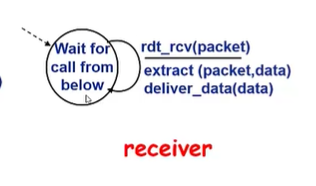 Wait for
call from
below
rdt_rcv(packet)
extract (packet,data)
deliver_data(data)
receiver